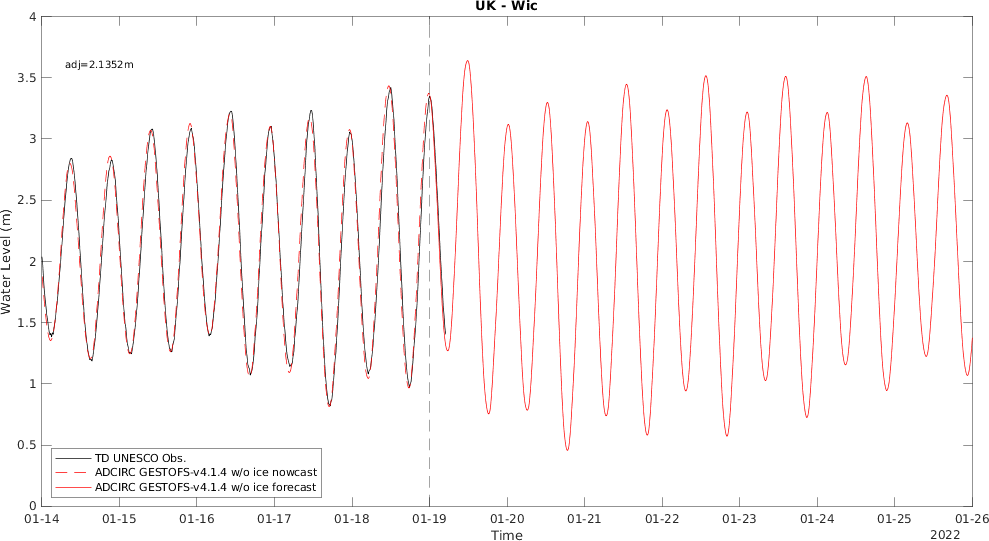 UK - Wic
adj=2.1352m
Water Level (m)
4
3.5
3
2.5
2
1.5
1
0.5
0
TD UNESCO Obs.
ADCIRC GESTOFS-v4.1.4 w/o ice nowcast
ADCIRC GESTOFS-v4.1.4 w/o ice forecast
01-14 01-15 01-16 01-17 01-18 01-19 01-20 01-21 01-22 01-23 01-24 01-25 01-26
Time
2022